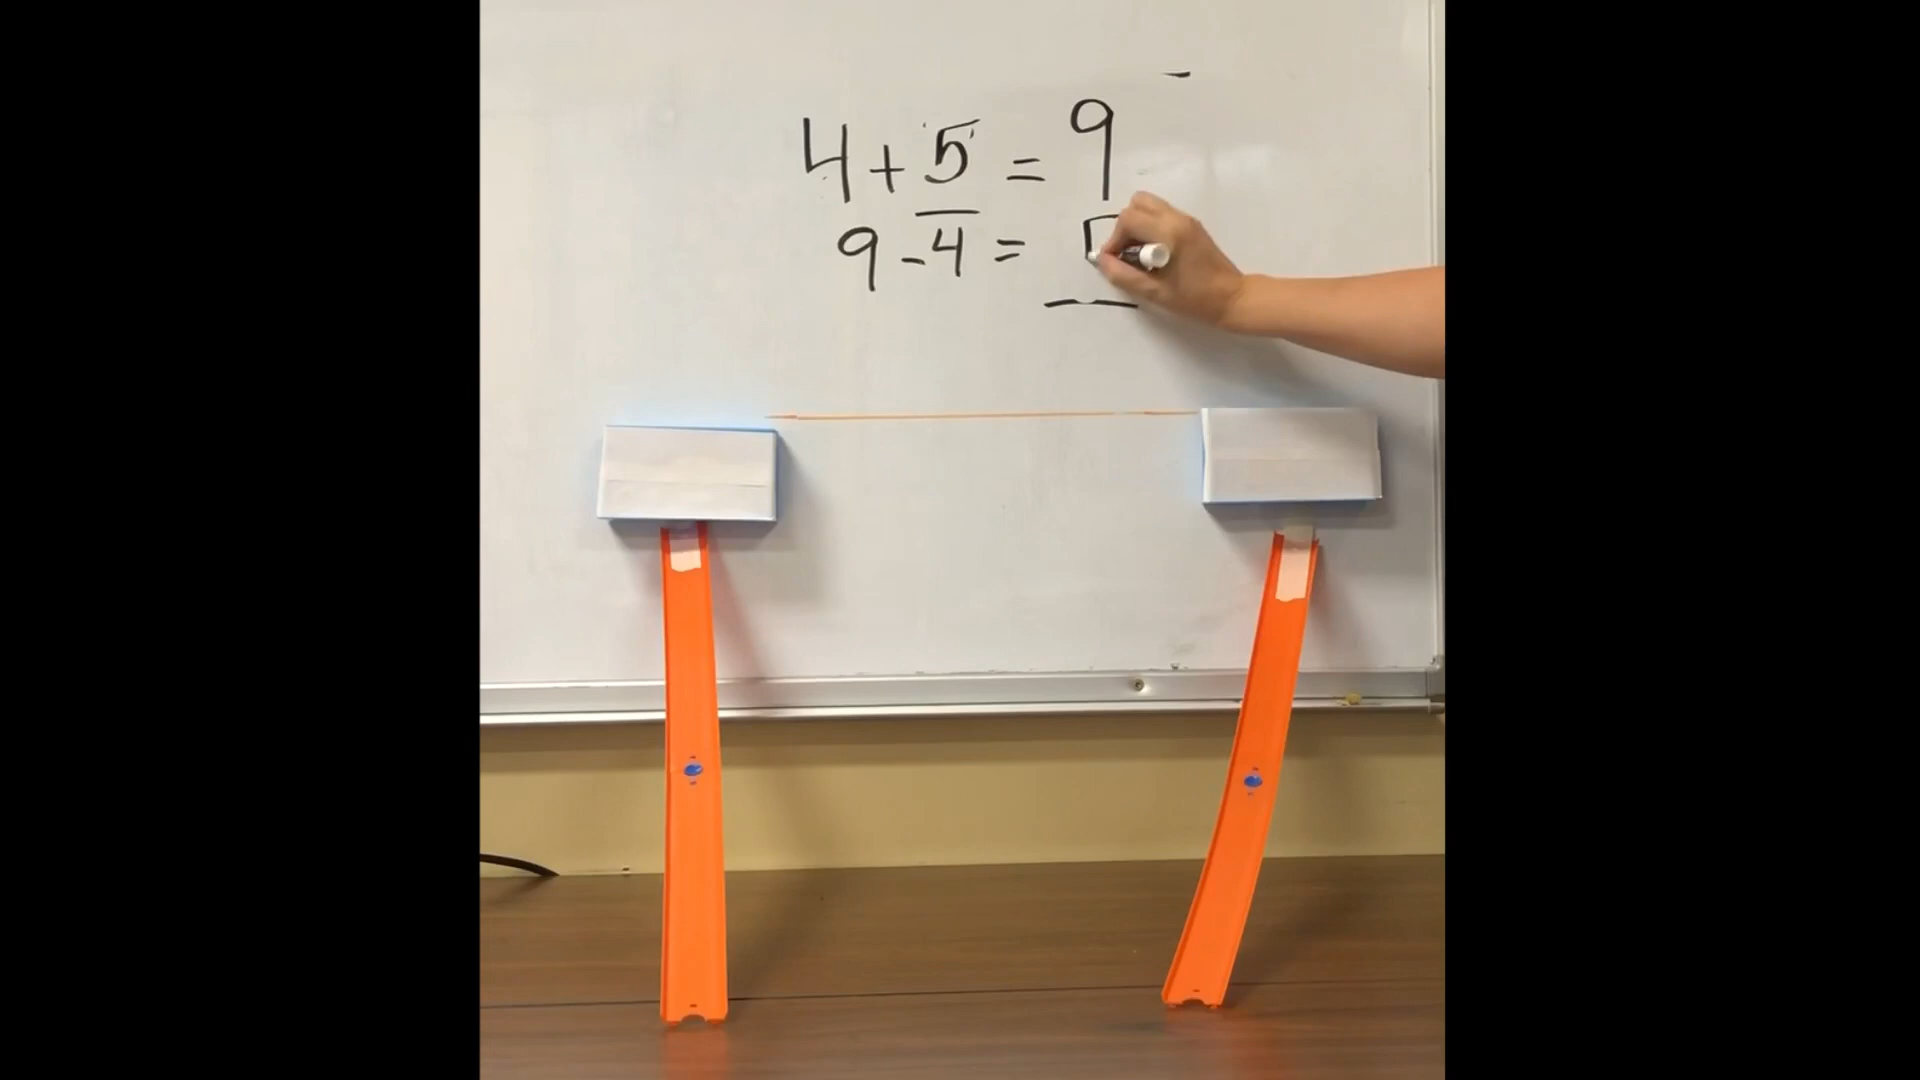 4 + 5 = 9
9 - 4 =